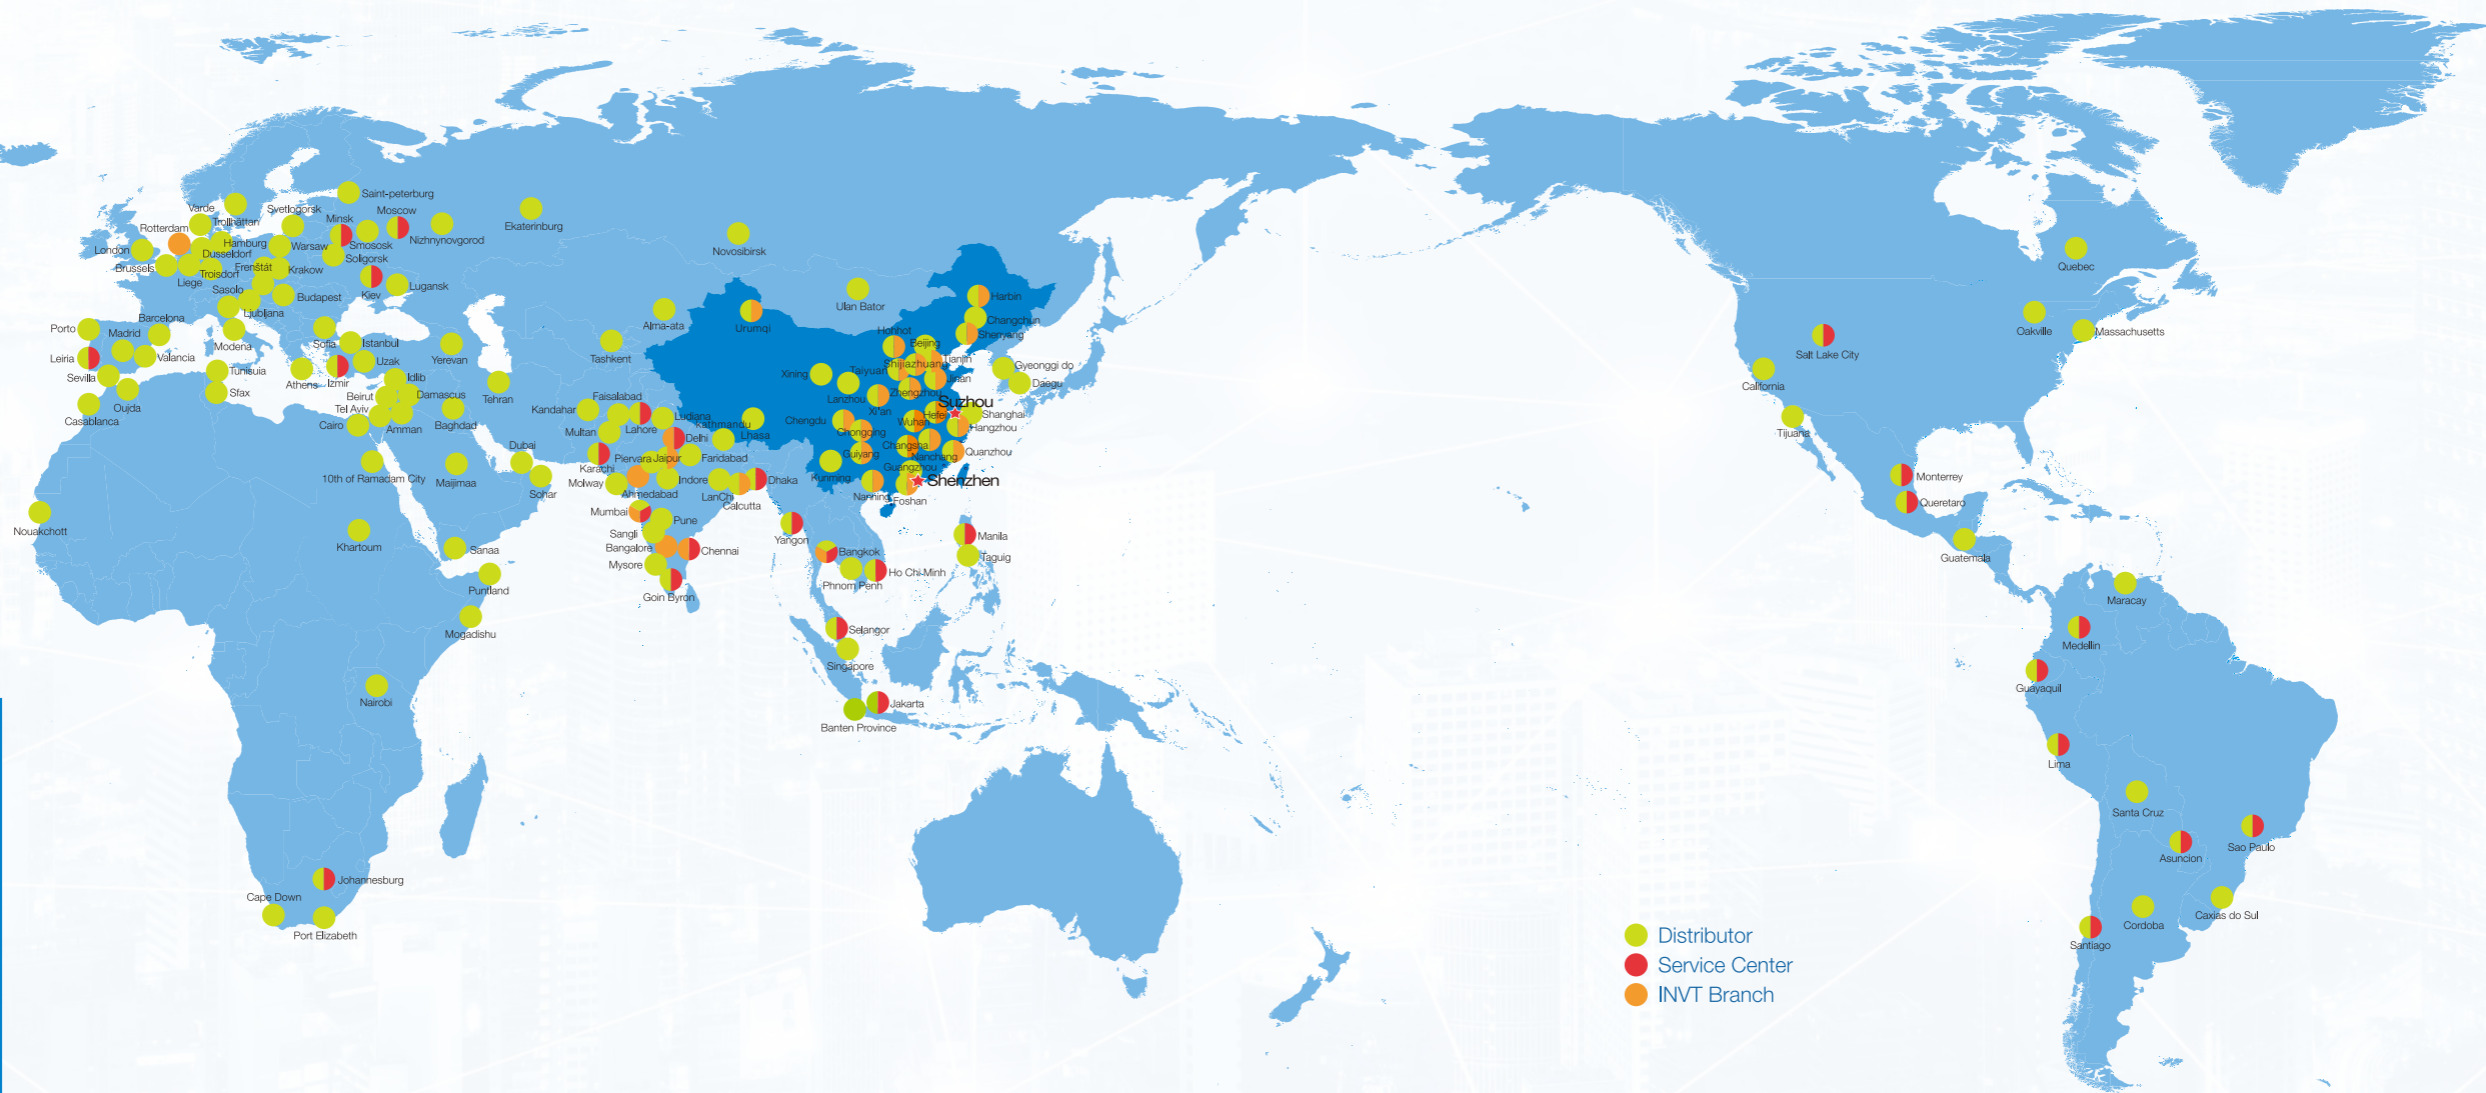 Saint-peterburg
Moscow
Varde
Trollhättan
Svetlogorsk
Minsk
Rotterdam
Smososk
Nizhnynovgorod
Ekaterinburg
London
Hamburg
Warsaw
Dusseldorf
Soligorsk
Novosibirsk
Brussels
Troisdorf
Frenštát
Krakow
Liege
Kiev
Lugansk
Sasolo
Budapest
Ljubljana
Barcelona
Porto
Madrid
Modena
Sofia
Istanbul
Yerevan
Leiria
Valancia
Uzak
Sevilla
Tunisuia
Athens
Izmir
Idlib
Tehran
Oujda
Sfax
Beirut
Damascus
Casablanca
Tel Aviv
Cairo
Amman
Baghdad
10th of Ramadam City
Maijmaa
Dubai
Sohar
Nouakchott
Khartoum
Sanaa
Puntland
Mogadishu
Nairobi
Johannesburg
Cape Down
Port Elizabeth
Alma-ata
Tashkent
Ulan Bator
Urumqi
Harbin
Changchun
Shenyang
Hohhot
Beijing
Tianjin
Shijiazhuang
Taiyuan
Jinan
Gyeonggi do
Daegu
Xining
Lanzhou
Zhengzhou
Xi'an
Suzhou
Shanghai
Hefei
Wuhan
Hangzhou
Chengdu
Chongqing
Changsha
Nanchang
Quanzhou
Guiyang
Guangzhou
Kunming
Shenzhen
Nanning
Foshan
Lhasa
Kathmandu
Faisalabad
Kandahar
Lahore
Ludiana
Multan
Delhi
Karachi
Piervara
Jaipur
Faridabad
Molway
Ahmedabad
Indore
LanChi
Dhaka
Calcutta
Mumbai
Pune
Sangli
Bangalore
Chennai
Mysore
Goin Byron
Yangon
Bangkok
Manila
Taguig
Phnom Penh
Ho Chi Minh
Selangor
Singapore
Jakarta
Banten Province
Quebec
Oakville
Massachusetts
Salt Lake City
California
Tijuana
Monterrey
Queretaro
Guatemala
Maracay
Medellin
Guayaquil
Lima
Santa Cruz
Asuncion
Sao Paulo
Caxias do Sul
Cordoba
Santiago
Distributor
Service Center
INVT Branch